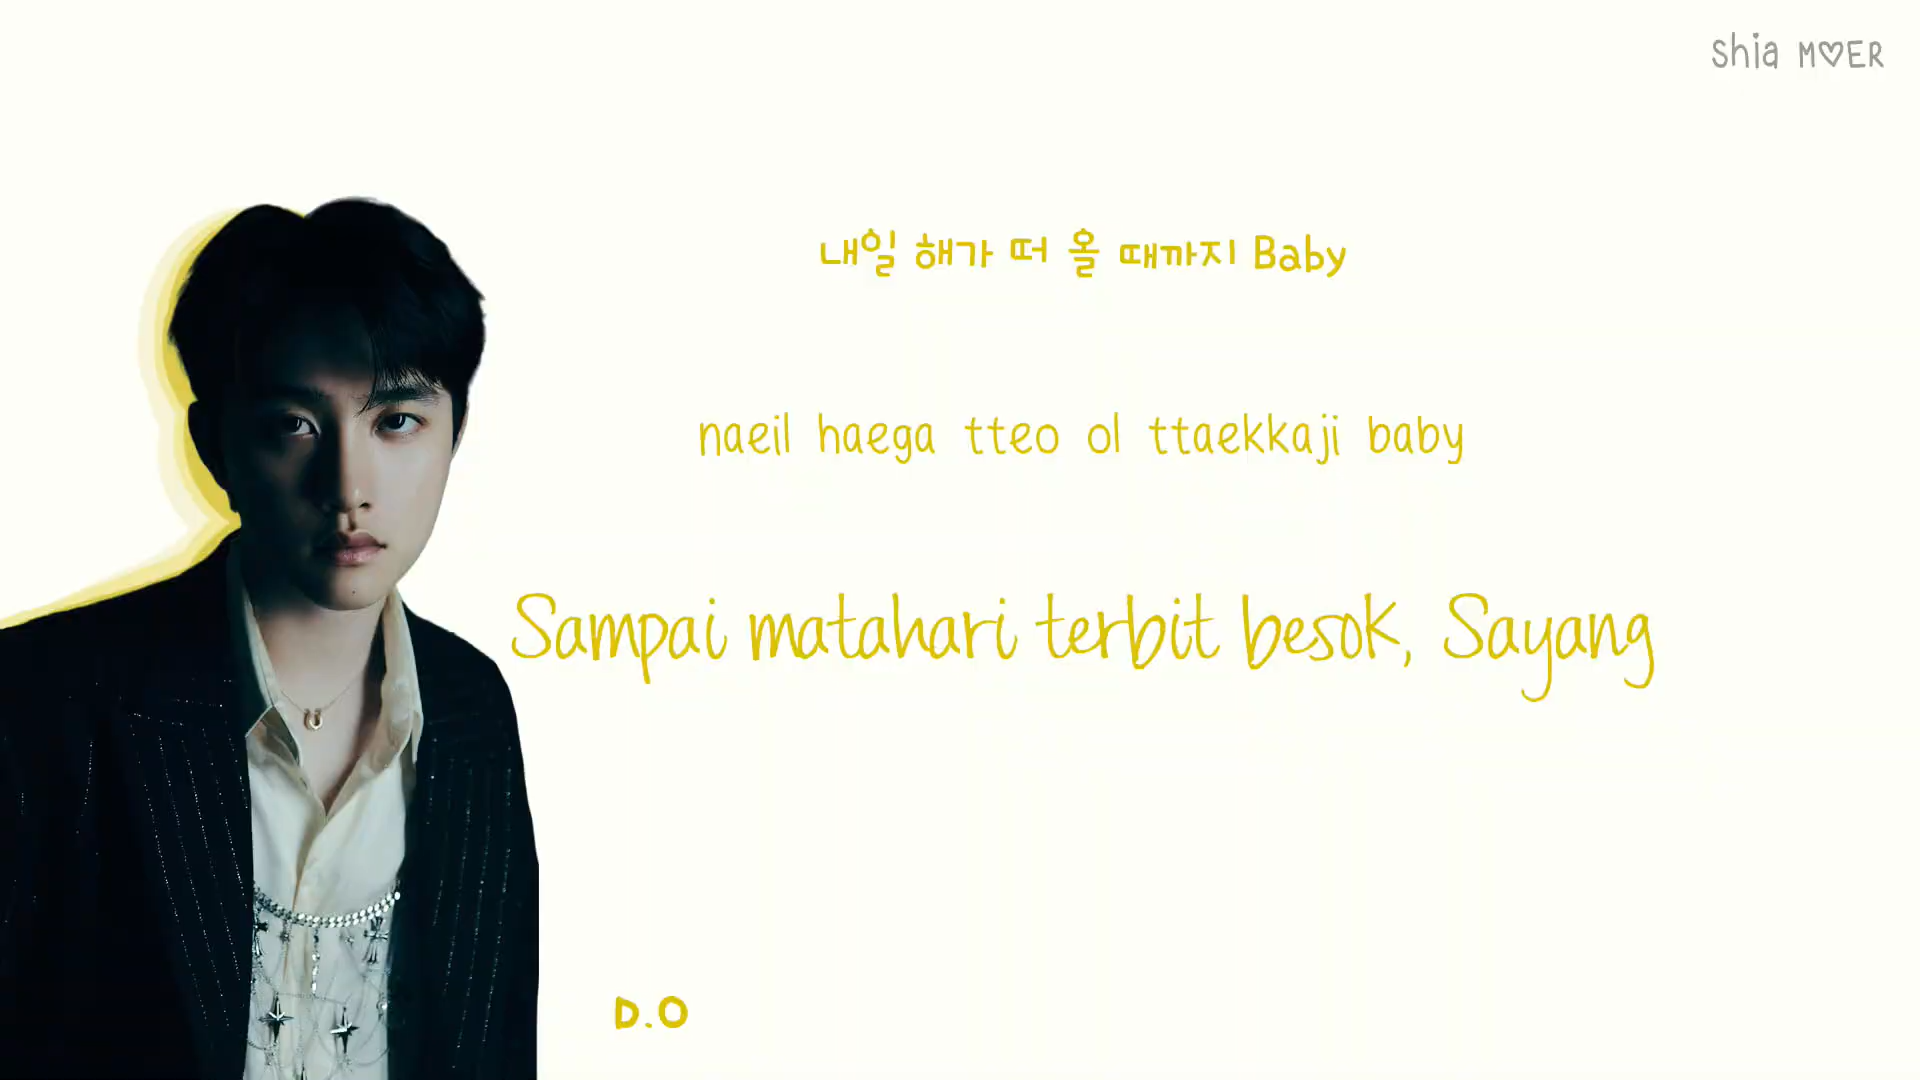 Shia M♡ER
내일 해가 떠 올 때까지 Baby
naeil haega tteo ol ttaekkaji baby
Sampai matahari terbit besok, Sayang
D.O